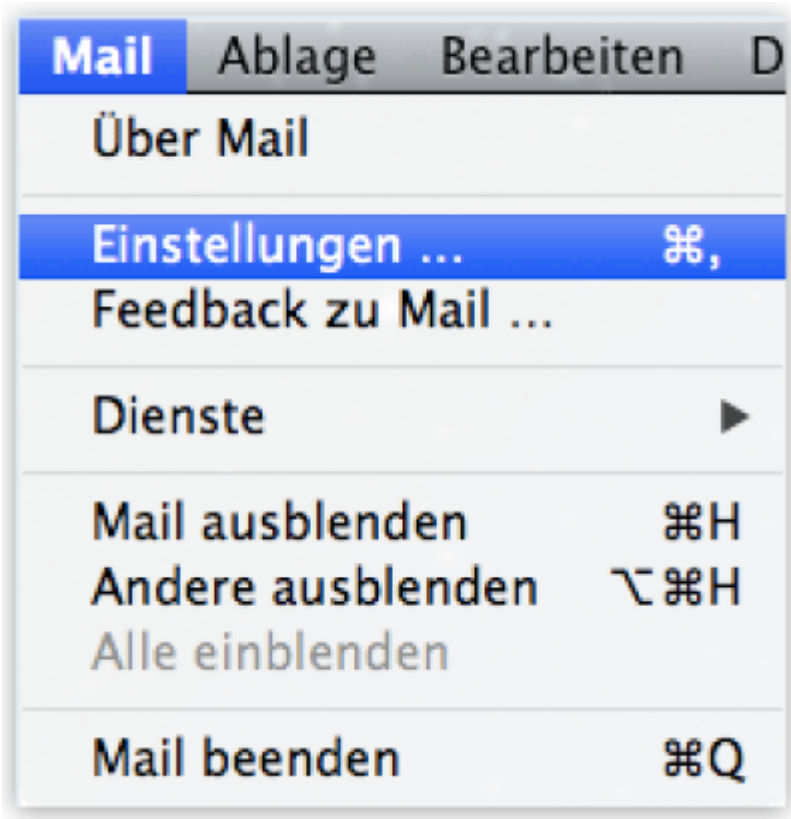 Mail Ablage Bearbeiten D
Über Mail
Einstellungen ... ⌘,
Feedback zu Mail ...
Dienste ▶
Mail ausblenden ⌘H
Andere ausblenden ⌥⌘H
Alle einblenden
Mail beenden ⌘Q